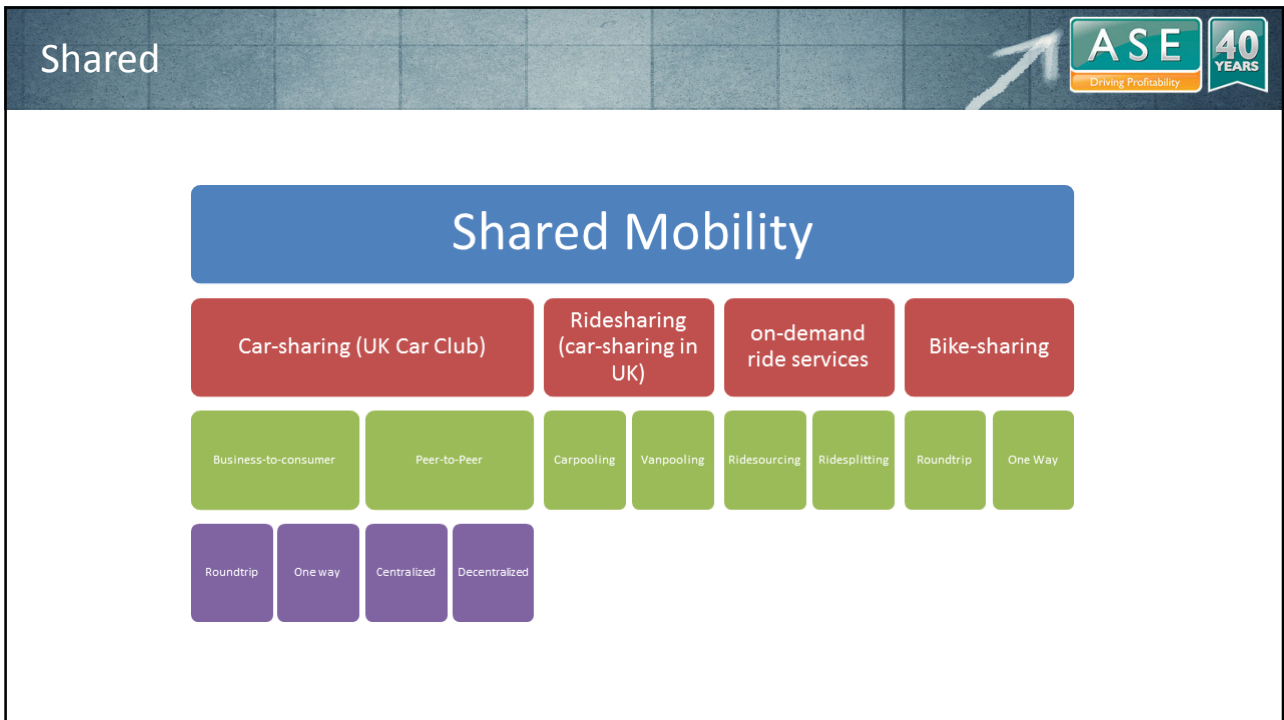 Shared
ASE
Driving Profitability
40
YEARS
Shared Mobility
Car-sharing (UK Car Club)
Ridesharing
(car-sharing in
UK)
on-demand
ride services
Bike-sharing
Business-to-consumer
Peer-to-Peer
Carpooling
Vanpooling
Ridesourcing
Ridesplitting
Roundtrip
One Way
Roundtrip
One way
Centralized
Decentralized